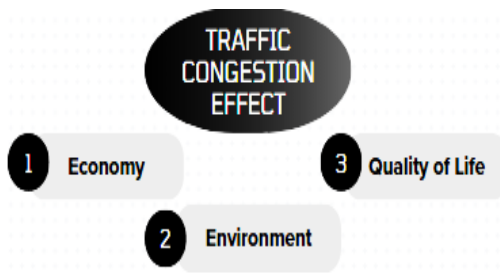 TRAFFIC
CONGESTION
EFFECT
1 Economy
2 Environment
3 Quality of Life